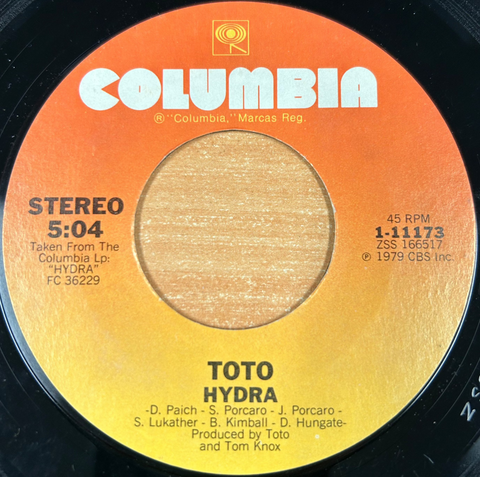 COLUMBIA
®"Columbia," Marcas Reg.
STEREO
5:04
Taken From The
Columbia Lp:
"HYDRA"
FC 36229
45 RPM
1-11173
ZSS 166517
℗ 1979 CBS Inc.
TOTO
HYDRA
-D. Paich - S. Porcaro - J. Porcaro -
S. Lukather - B. Kimball - D. Hungate-
Produced by Toto
and Tom Knox